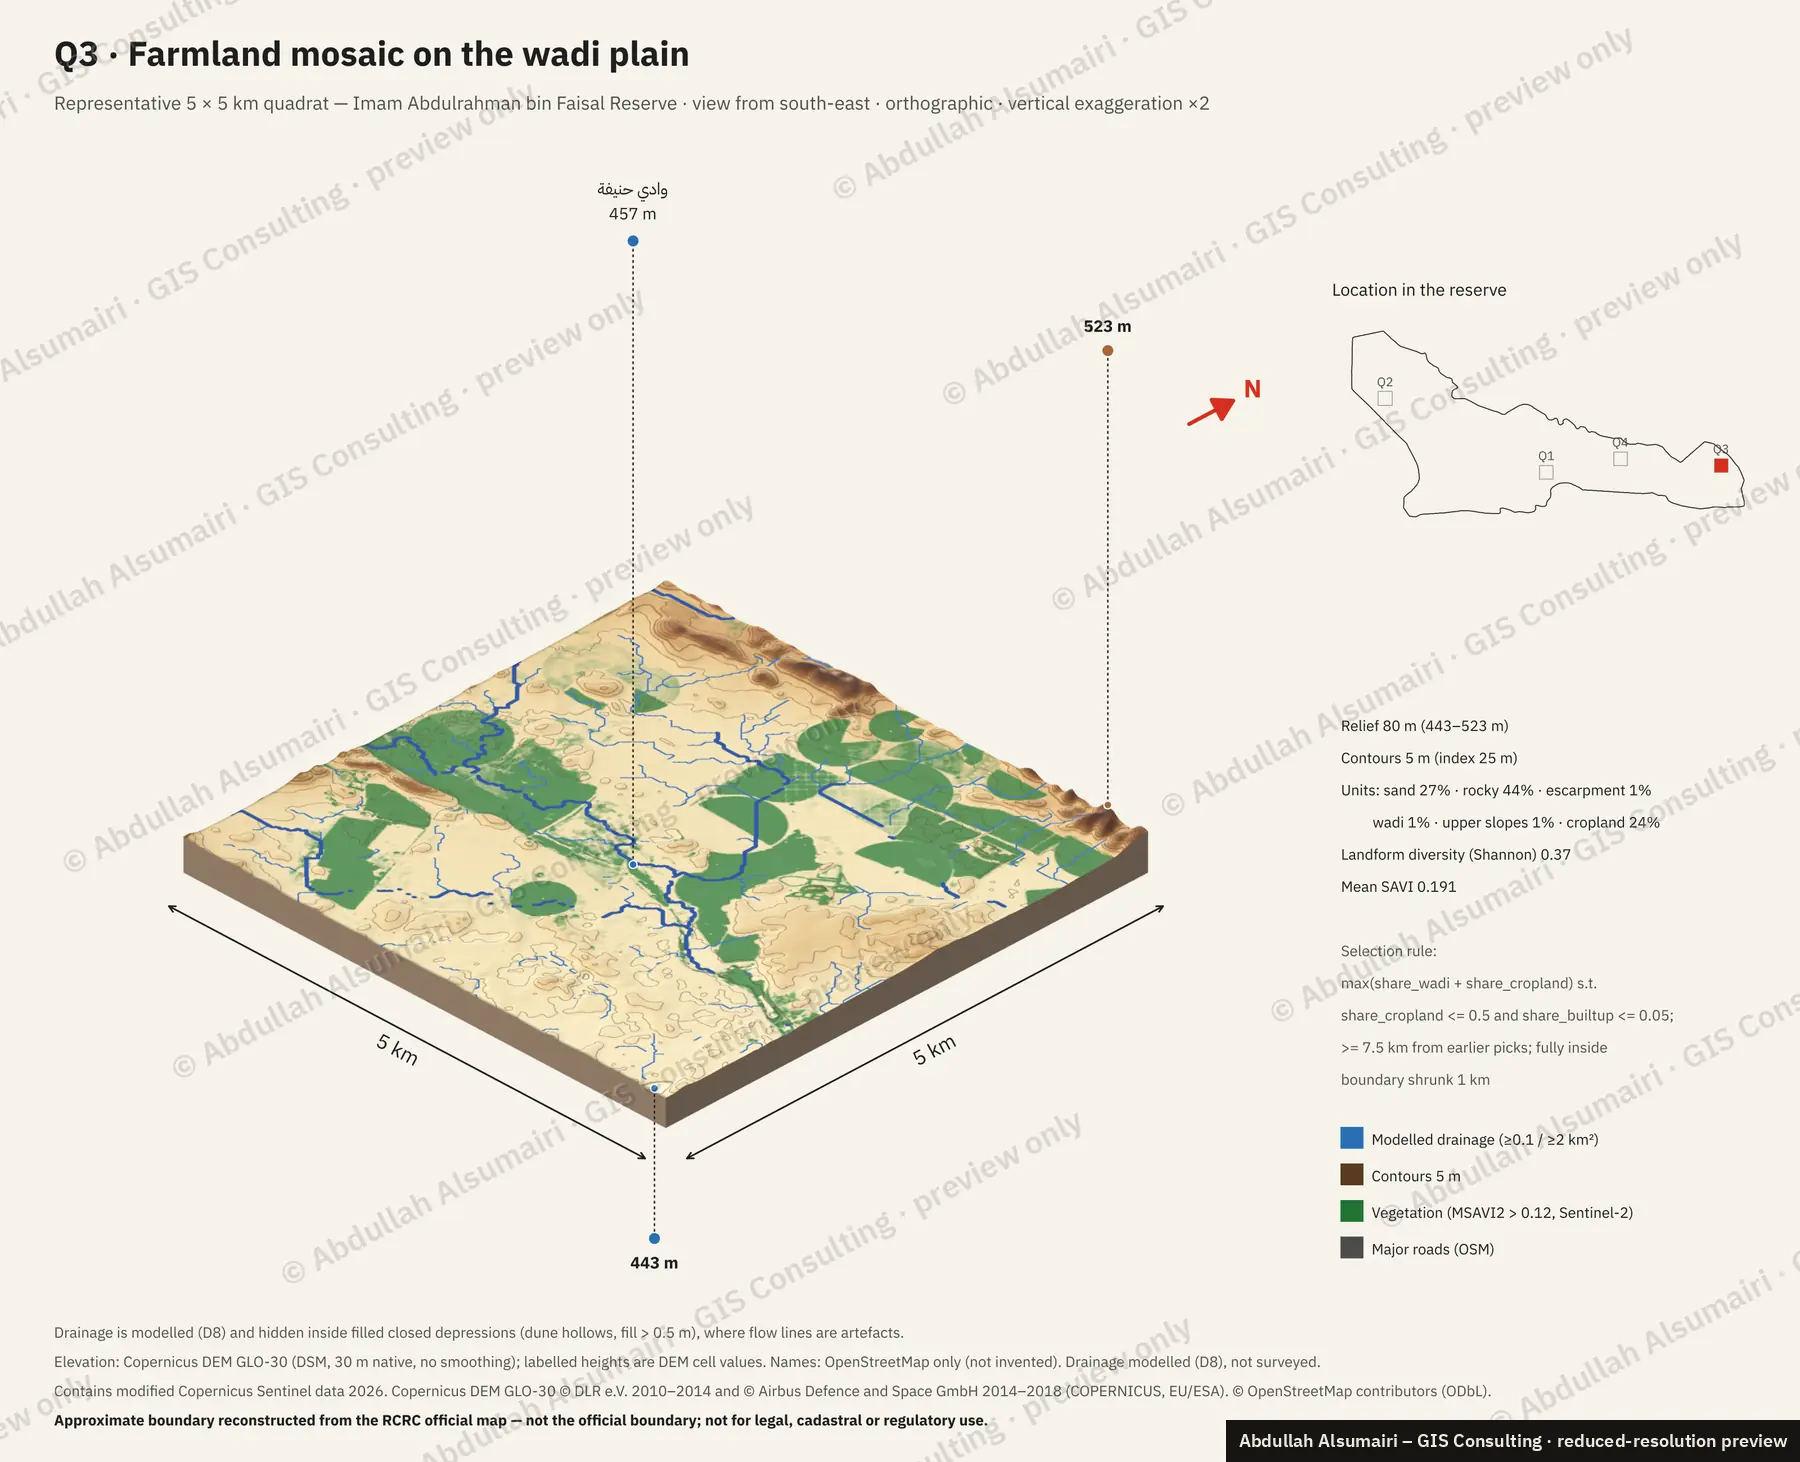 Q3 · Farmland mosaic on the wadi plain
Representative 5 × 5 km quadrat — Imam Abdulrahman bin Faisal Reserve · view from south-east · orthographic · vertical exaggeration ×2
وادي حنيفة
457 m
523 m
N
Location in the reserve
Q2
Q1
Q4
Q3
Relief 80 m (443–523 m)
Contours 5 m (index 25 m)
Units: sand 27% · rocky 44% · escarpment 1%
wadi 1% · upper slopes 1% · cropland 24%
Landform diversity (Shannon) 0.37
Mean SAVI 0.191
Selection rule:
max(share_wadi + share_cropland) s.t.
share_cropland <= 0.5 and share_builtup <= 0.05;
>= 7.5 km from earlier picks; fully inside
boundary shrunk 1 km
5 km
5 km
443 m
Modelled drainage (≥0.1 / ≥2 km²)
Contours 5 m
Vegetation (MSAVI2 > 0.12, Sentinel-2)
Major roads (OSM)
Drainage is modelled (D8) and hidden inside filled closed depressions (dune hollows, fill > 0.5 m), where flow lines are artefacts.
Elevation: Copernicus DEM GLO-30 (DSM, 30 m native, no smoothing); labelled heights are DEM cell values. Names: OpenStreetMap only (not invented). Drainage modelled (D8), not surveyed.
Contains modified Copernicus Sentinel data 2026. Copernicus DEM GLO-30 © DLR e.V. 2010–2014 and © Airbus Defence and Space GmbH 2014–2018 (COPERNICUS, EU/ESA). © OpenStreetMap contributors (ODbL).
Approximate boundary reconstructed from the RCRC official map — not the official boundary; not for legal, cadastral or regulatory use.
Abdullah Alsumairi – GIS Consulting · reduced-resolution preview
© Abdullah Alsumairi · GIS Consulting · preview only